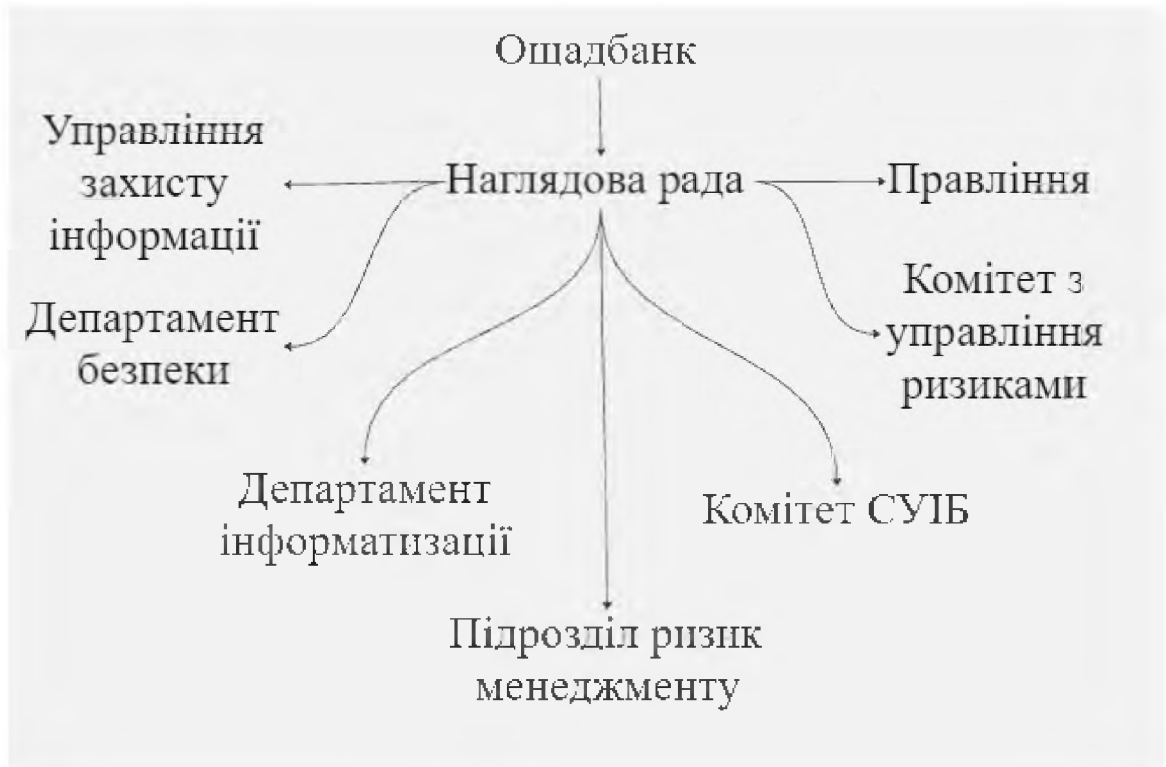 Ощадбанк
Управління
захисту
інформації
Наглядова рада
Правління
Департамент
безпеки
Комітет з
управління
ризиками
Департамент
інформатизації
Комітет СУІБ
Підрозділ ризик
менеджменту